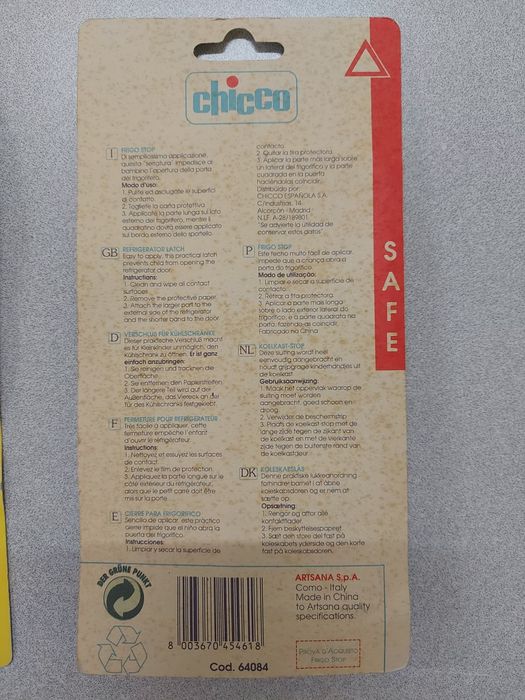 chicco
SAFE
I FRIGO STOP
Di semplicissima applicazione,
questa "serratura" impedisce al
bambino l'apertura della porta
del frigorifero.
Modo d'uso:
1. Pulite ed asciugate le superfici
di contatto.
2. Togliete la carta protettiva
3. Applicate la parte lunga sul lato
esterno del frigorifero, mentre il
quadratino dovrà essere applicato
sul bordo esterno dello sportello.
GB REFRIGERATOR LATCH
Easy to apply, the practical latch
prevents child from opening the
refrigerator door.
Instructions:
1. Clean and wipe all contact
surfaces
2. Remove the protective paper.
3. Attach the larger part to the
external side of the refrigerator
and the shorter band to the door.
D VERSCHLUß FÜR KÜHLSCHRÄNKE
Dieser praktische Verschluß macht
es für Kleinkinder unmöglich, den
Kühlschrank zu öffnen. Er ist ganz
einfach anzubringen:
1. Sie reinigen und trocknen die
Oberfläche.
2. Sie entfernen den Papierstreifen.
3. Der längere Teil wird auf der
Außenfläche, das Viereck an der Tür
des Kühlschranks festgeklebt.
F FERMETURE POUR REFRIGERATEUR
Très facile à appliquer, cette
fermeture empêche l'enfant
d'ouvrir le réfrigérateur.
Instructions
1. Nettoyez et essuyez les surfaces
de contact.
2. Enlevez le film de protection.
3. Appliquez la partie longue sur le
côté extérieur du réfrigérateur,
alors que le petit carré doit être
mis sur la porte.
E CIERRE PARA FRIGORIFICO
Sencillo de aplicar, este práctico
cierre impide que el niño abra la
puerta del frigorífico.
Instrucciones:
1. Limpiar y secar la superficie de
contacto.
2. Quitar la tira protectora.
3. Aplicar la parte más larga sobre
un lateral del frigorífico y la parte
cuadrada en la puerta
haciéndolas coincidir.
Distribuido por:
CHICCO ESPAÑOLA S.A.
C/Industrias, 14
Alcorcón - Madrid
N.I.F. A-28/189801
"Se advierte la utilidad de
conservar estos datos"
P FRIGO STOP
Este fecho muito fácil de aplicar,
impede que a criança abra a
porta do frigorífico
Modo de utilização:
1. Limpar e secar a superfície de
contacto.
2. Retirar a fita protectora.
3. Aplicar a parte mais longa
sobre o lado exterior lateral do
frigorífico, e a parte quadrata na
porta, fazendo-as coincidir.
Fabricado na China
NL KOELKAST-STOP
Deze sluiting wordt heel
eenvoudig aangebracht en
houdt grijpgrage kinderhandjes uit
de koelkast
Gebruiksaanwijzing:
1. Maak het oppervlak waarop de
sluiting moet worden
aangebracht, goed schoon en
droog
2. Verwijder de beschermstrip
3. Plaats de koelkast-stop met de
lange zijde tegen de zijkant van
de koelkast en met de vierkante
zijde tegen de buitenste rand van
de koelkastdeur
DK KØLESKABSLÅS
Denne praktiske lukkeanordning
forhindrer barnet i at åbne
køleskabsdøren og er nem at
sætte op.
Opsætning:
1. Rengør og aftør alle
kontaktflader.
2. Fjern beskyttelsespapiret
3. Sæt den store del fast på
køleskabets yderside og den korte
fast på køleskabsdøren.
DER GRÜNE PUNKT
8 003670 454618
Cod. 64084
ARTSANA S.p.A.
Como - Italy
Made in China
to Artsana quality
specifications.
PROVA D'ACQUISTO
FRIGO STOP